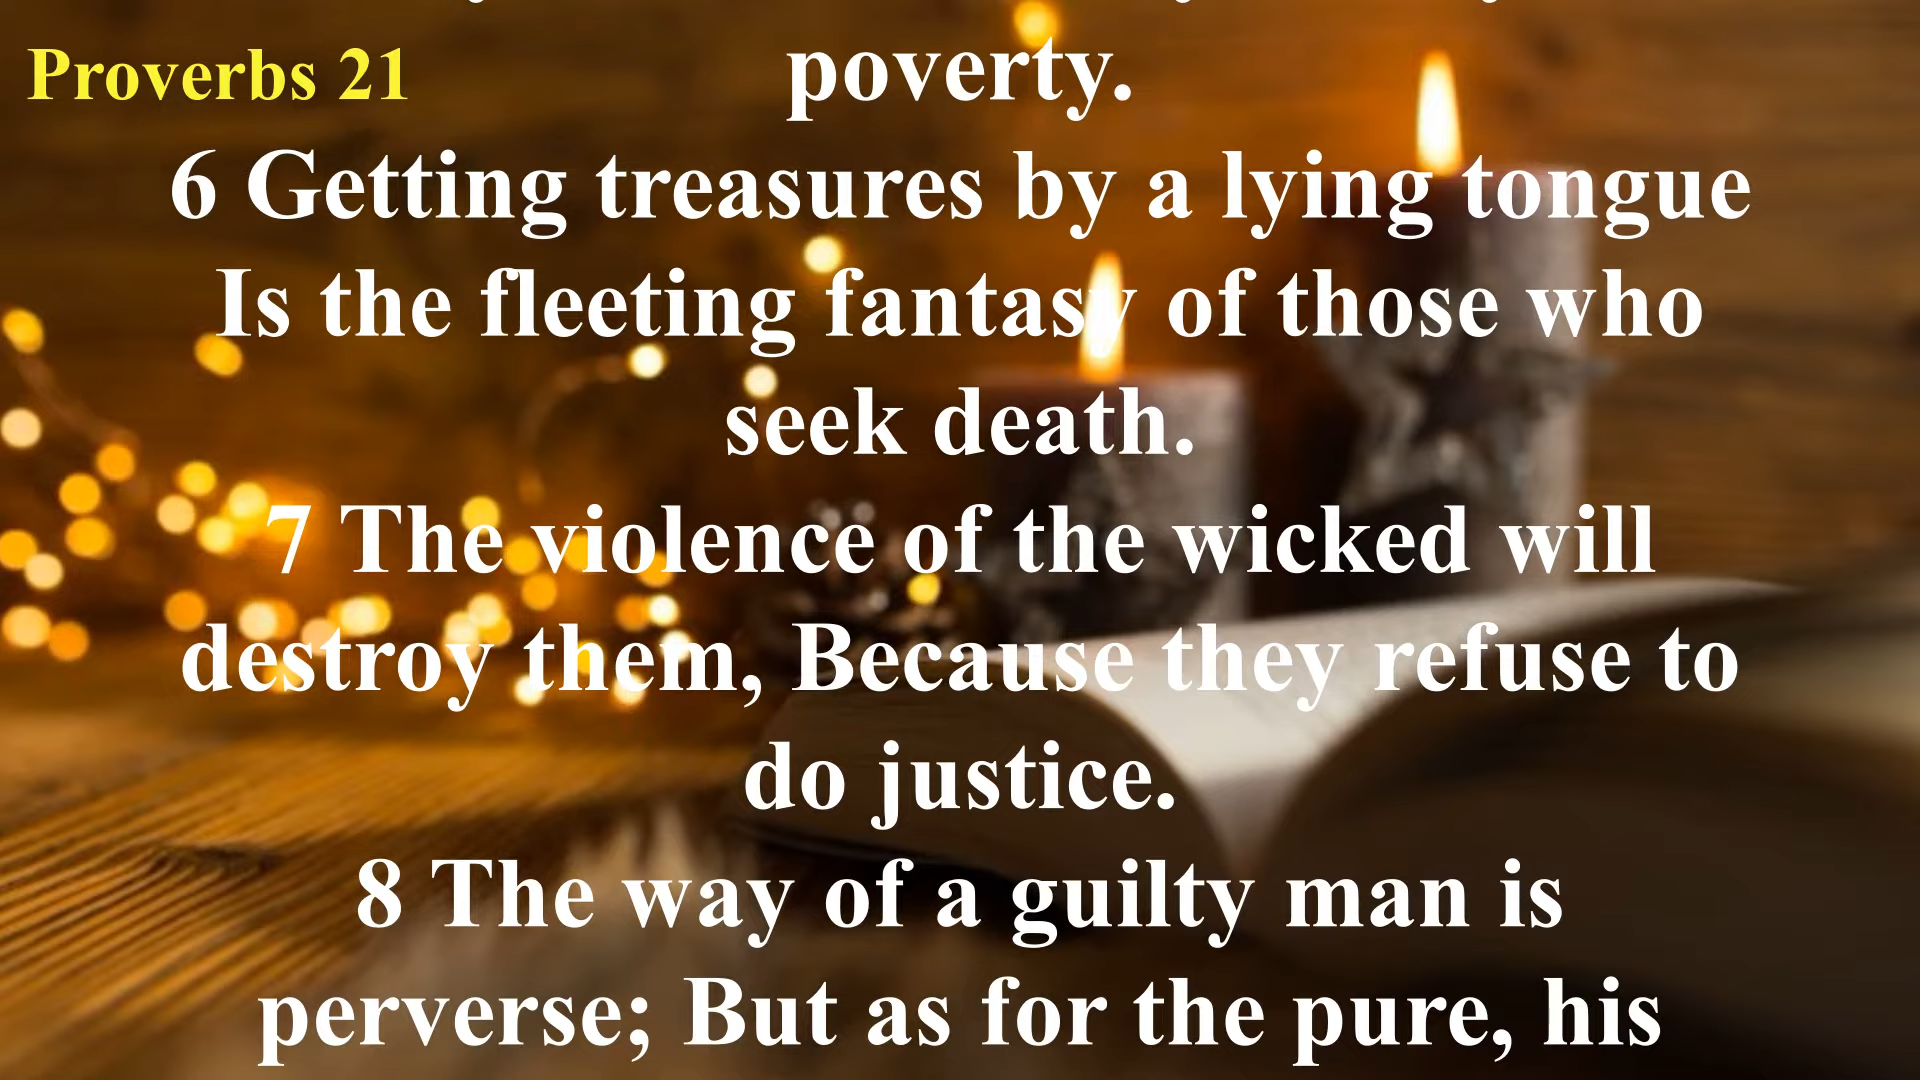 Proverbs 21
poverty.
6 Getting treasures by a lying tongue
Is the fleeting fantasy of those who
seek death.
7 The violence of the wicked will
destroy them, Because they refuse to
do justice.
8 The way of a guilty man is
perverse; But as for the pure, his